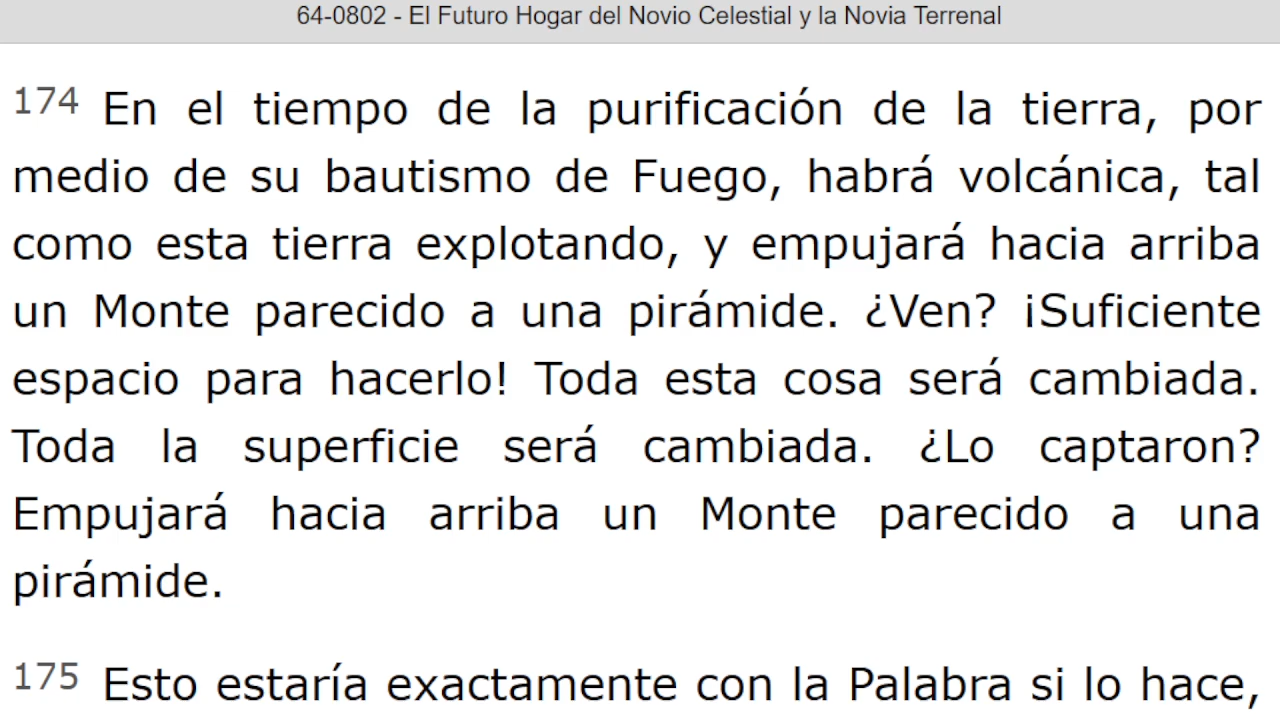 64-0802 - El Futuro Hogar del Novio Celestial y la Novia Terrenal
174 En el tiempo de la purificación de la tierra, por
medio de su bautismo de Fuego, habrá volcánica, tal
como esta tierra explotando, y empujará hacia arriba
un Monte parecido a una pirámide. ¿Ven? ¡Suficiente
espacio para hacerlo! Toda esta cosa será cambiada.
Toda la superficie será cambiada. ¿Lo captaron?
Empujará hacia arriba un Monte parecido a una
pirámide.
175 Esto estaría exactamente con la Palabra si lo hace,